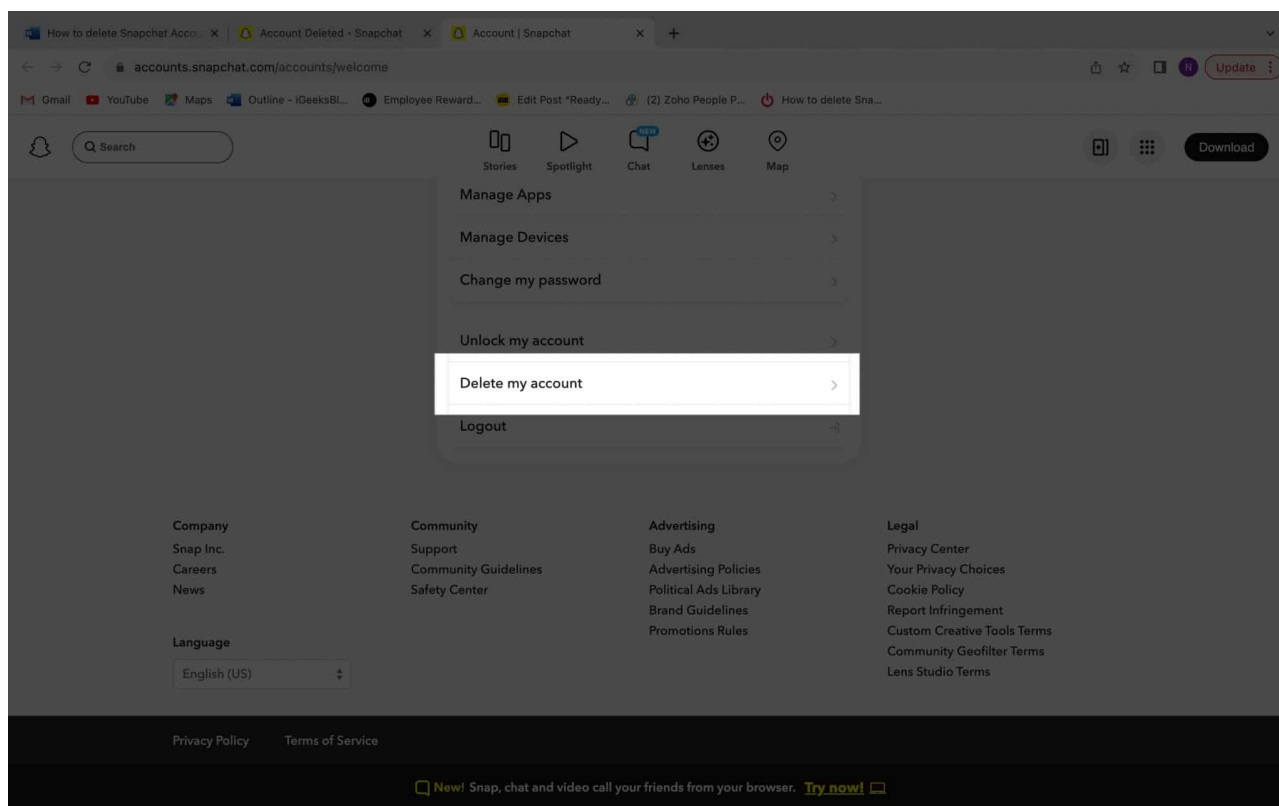 How to delete Snapchat Acco
Account Deleted - Snapchat
Account | Snapchat
accounts.snapchat.com/accounts/welcome
N
Update
Gmail
YouTube
Maps
Outline - iGeeksBl...
Employee Reward...
Edit Post "Ready...
(2) Zoho People P...
How to delete Sna...
Search
Stories
Spotlight
NEW
Chat
Lenses
Map
Download
Manage Apps
Manage Devices
Change my password
Unlock my account
Delete my account
Logout
Company
Snap Inc.
Careers
News
Community
Support
Community Guidelines
Safety Center
Advertising
Buy Ads
Advertising Policies
Political Ads Library
Brand Guidelines
Promotions Rules
Legal
Privacy Center
Your Privacy Choices
Cookie Policy
Report Infringement
Custom Creative Tools Terms
Community Geofilter Terms
Lens Studio Terms
Language
English (US)
Privacy Policy
Terms of Service
New! Snap, chat and video call your friends from your browser. Try now!